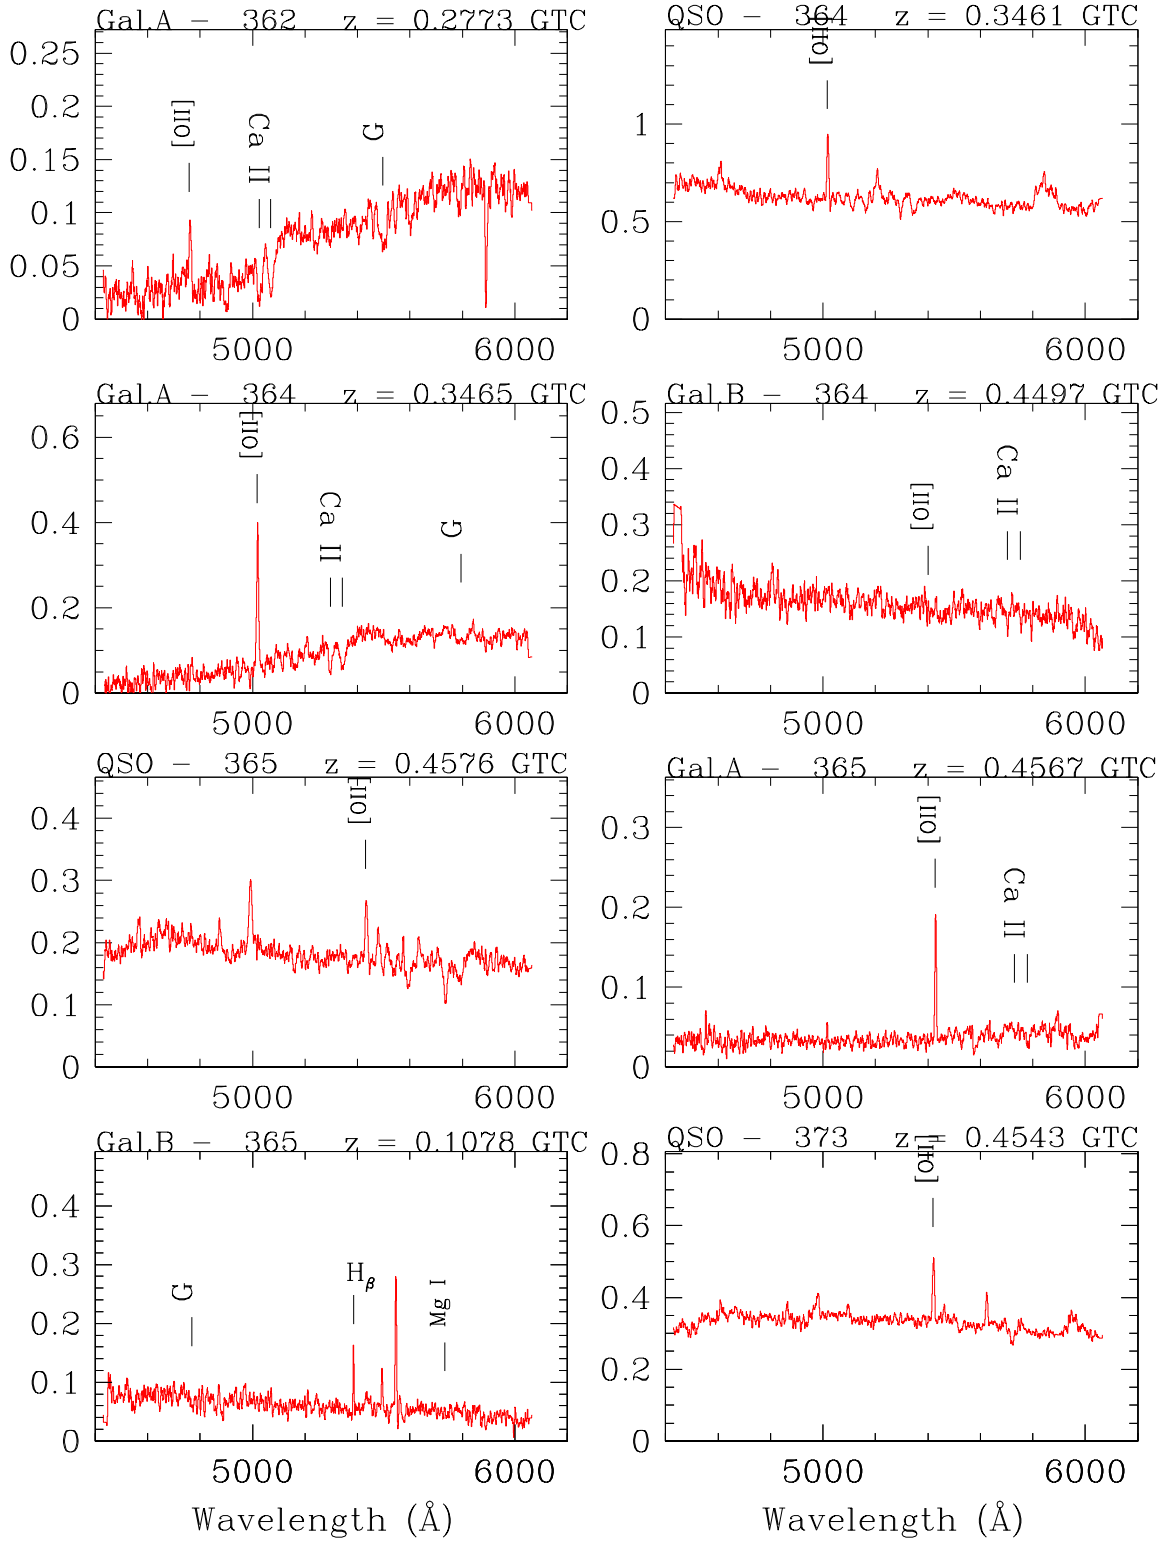 Gal.A – 362 z = 0.2773 GTC
0.25
0.2
0.15
0.1
0.05
0
[OII]
Ca II
G
5000 6000
QSO – 364 z = 0.3461 GTC
1
0.5
0
[OII]
5000 6000
Gal.A – 364 z = 0.3465 GTC
0.6
0.4
0.2
0
[OII]
Ca II
G
5000 6000
Gal.B – 364 z = 0.4497 GTC
0.5
0.4
0.3
0.2
0.1
0
[OII]
Ca II
5000 6000
QSO – 365 z = 0.4576 GTC
0.4
0.3
0.2
0.1
0
[OII]
5000 6000
Gal.A – 365 z = 0.4567 GTC
0.3
0.2
0.1
0
[OII]
Ca II
5000 6000
Gal.B – 365 z = 0.1078 GTC
0.4
0.3
0.2
0.1
0
G
Hβ
Mg I
5000 6000
Wavelength (Å)
QSO – 373 z = 0.4543 GTC
0.8
0.6
0.4
0.2
0
[OII]
5000 6000
Wavelength (Å)